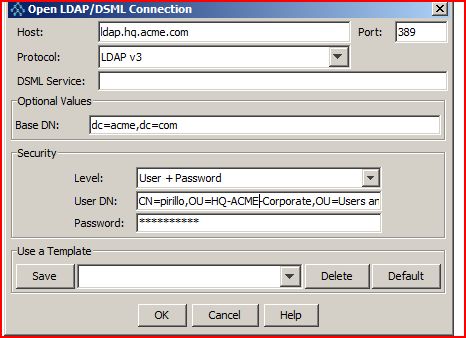 Open LDAP/DSML Connection
Host: ldap.hq.acme.com Port: 389
Protocol: LDAP v3
DSML Service:
Optional Values
Base DN: dc=acme,dc=com
Security
Level: User + Password
User DN: CN=pirillo,OU=HQ-ACME-Corporate,OU=Users an
Password: **********
Use a Template
Save Delete Default
OK Cancel Help